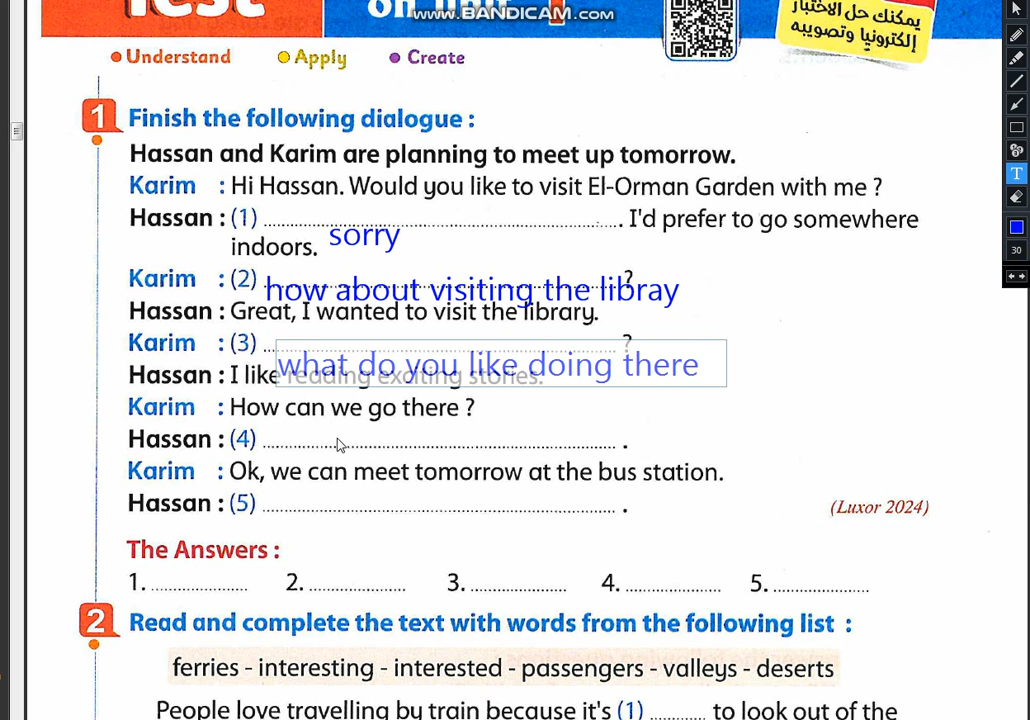 Test on unit 1
www.BANDICAM.com
يمكنك حل الاختبار
إلكترونيا وتصويبه
Understand Apply Create
1 Finish the following dialogue :
Hassan and Karim are planning to meet up tomorrow.
Karim : Hi Hassan. Would you like to visit El-Orman Garden with me ?
Hassan : (1) ........................................ . I'd prefer to go somewhere
sorry
indoors.
Karim : (2) ........................................ ?
how about visiting the libray
Hassan : Great, I wanted to visit the library.
Karim : (3) ........................................ ?
what do you like doing there
Hassan : I like reading exciting stories.
Karim : How can we go there ?
Hassan : (4) ........................................ .
Karim : Ok, we can meet tomorrow at the bus station.
Hassan : (5) ........................................ .
(Luxor 2024)
The Answers :
1. .................... 2. .................... 3. .................... 4. .................... 5. ....................
2 Read and complete the text with words from the following list :
ferries - interesting - interested - passengers - valleys - deserts
People love travelling by train because it's (1) .......... to look out of the
30
T